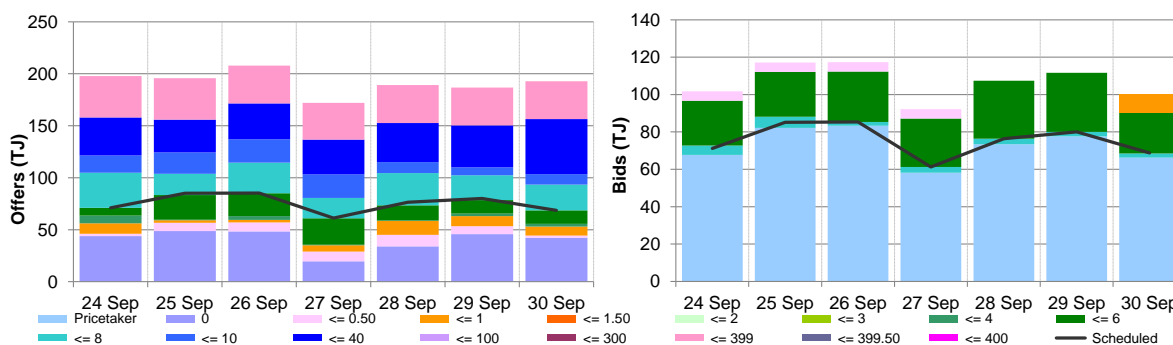 250
200
150
100
50
0
Offers (TJ)
24 Sep 25 Sep 26 Sep 27 Sep 28 Sep 29 Sep 30 Sep
140
120
100
80
60
40
20
0
Bids (TJ)
24 Sep 25 Sep 26 Sep 27 Sep 28 Sep 29 Sep 30 Sep
Pricetaker 0 <= 0.50 <= 1 <= 1.50 <= 2 <= 3 <= 4 <= 6
<= 8 <= 10 <= 40 <= 100 <= 300 <= 399 <= 399.50 <= 400 Scheduled